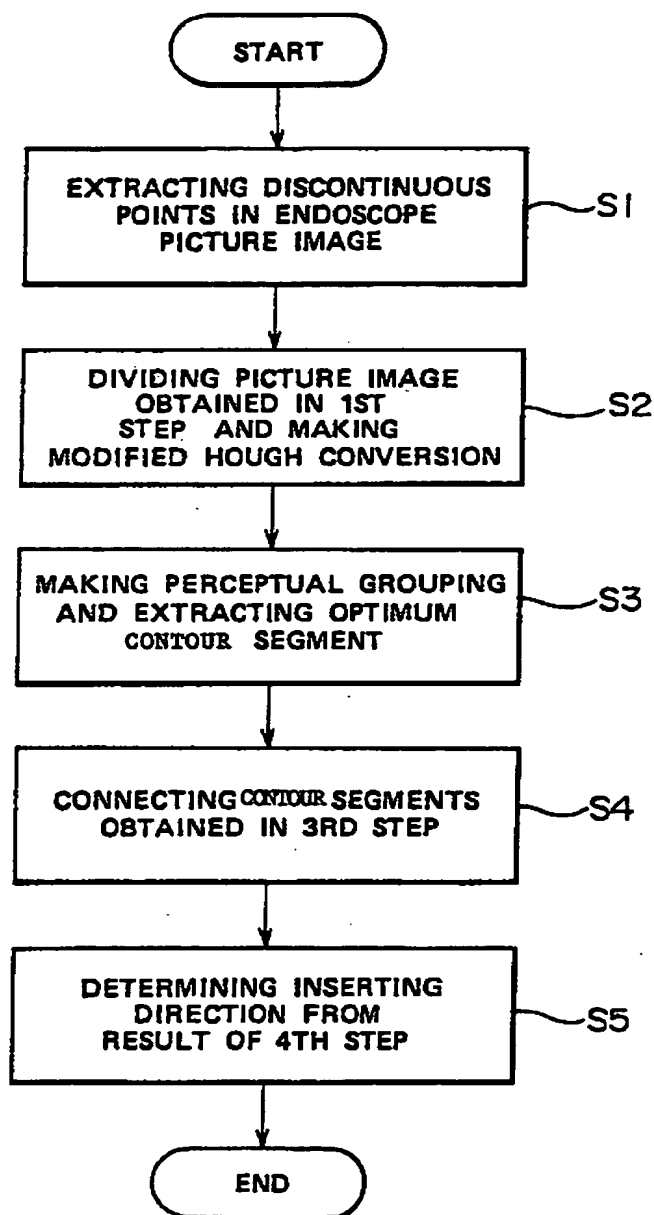 START
EXTRACTING DISCONTINUOUS
POINTS IN ENDOSCOPE
PICTURE IMAGE
S1
DIVIDING PICTURE IMAGE
OBTAINED IN 1ST
STEP AND MAKING
MODIFIED HOUGH CONVERSION
S2
MAKING PERCEPTUAL GROUPING
AND EXTRACTING OPTIMUM
CONTOUR SEGMENT
S3
CONNECTING CONTOUR SEGMENTS
OBTAINED IN 3RD STEP
S4
DETERMINING INSERTING
DIRECTION FROM
RESULT OF 4TH STEP
S5
END